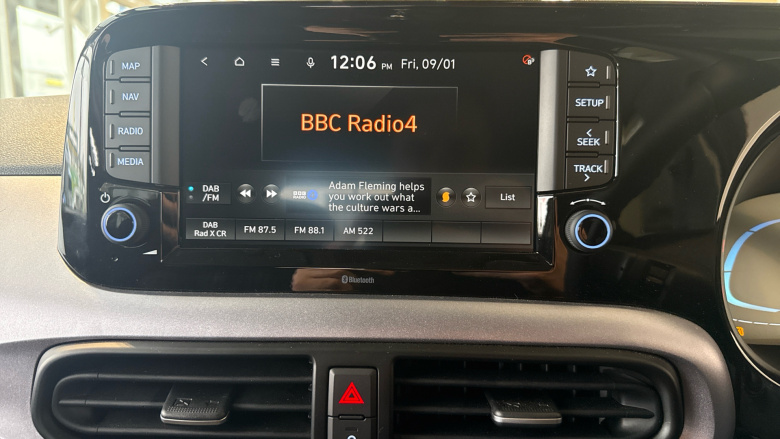 12:06 PM Fri, 09/01
MAP
NAV
RADIO
MEDIA
SETUP
SEEK
TRACK
BBC Radio4
DAB
/FM
BBC
RADIO
Adam Fleming helps
you work out what
the culture wars a...
List
DAB
Rad X CR
FM 87.5
FM 88.1
AM 522
Bluetooth